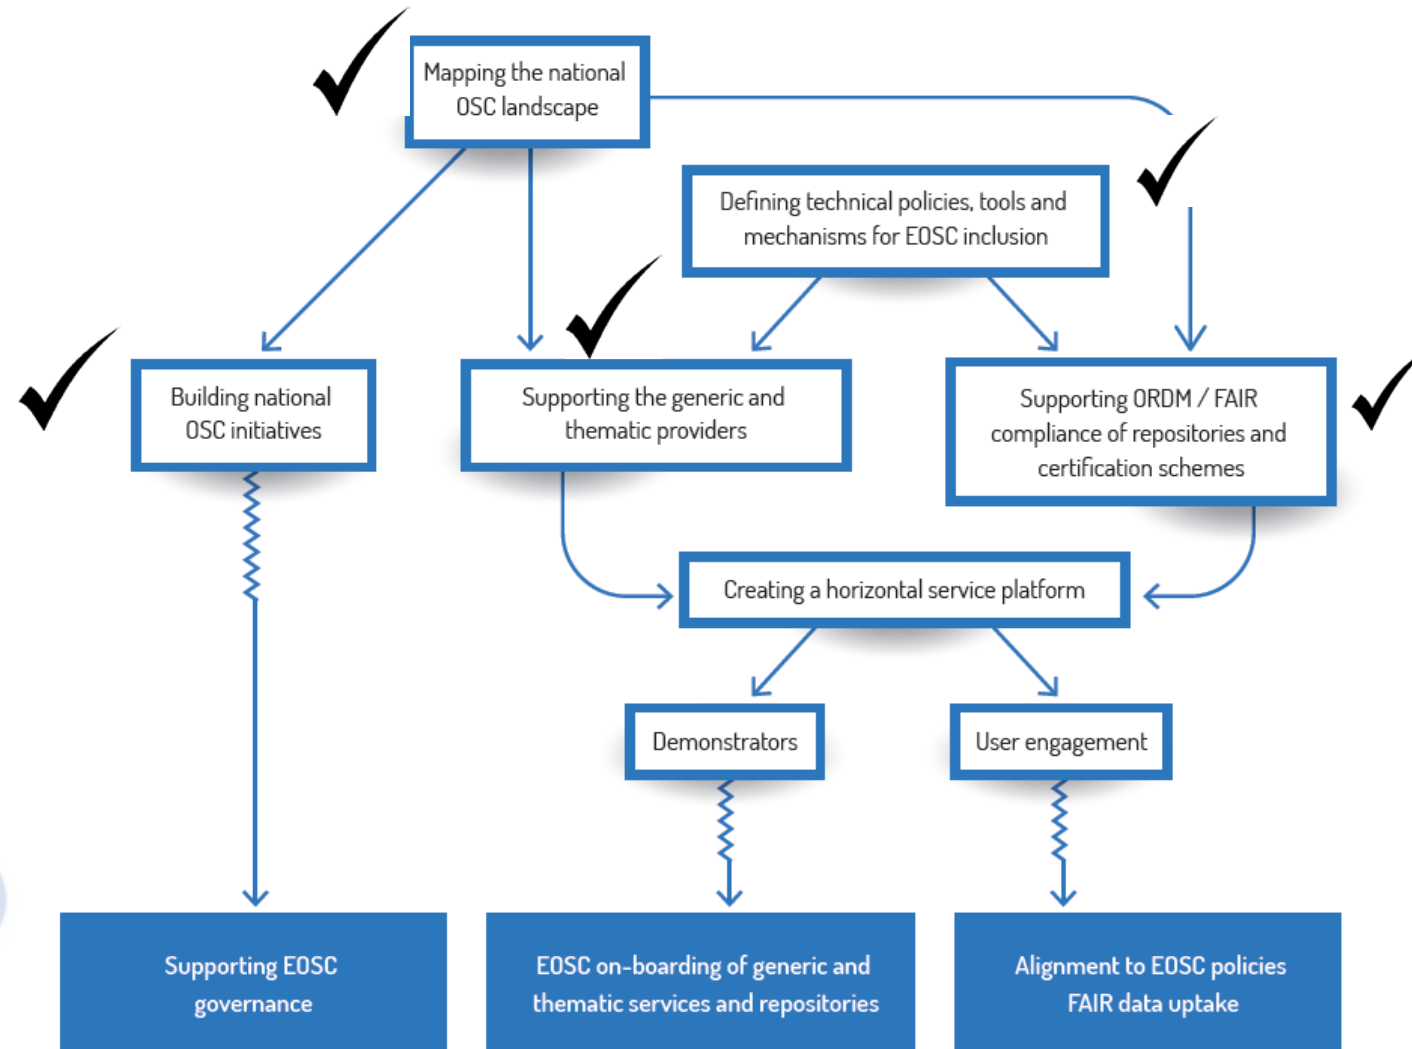 Mapping the national
OSC landscape
Defining technical policies, tools and
mechanisms for EOSC inclusion
Building national
OSC initiatives
Supporting the generic and
thematic providers
Supporting ORDM / FAIR
compliance of repositories and
certification schemes
Creating a horizontal service platform
Demonstrators
User engagement
Supporting EOSC
governance
EOSC on-boarding of generic and
thematic services and repositories
Alignment to EOSC policies
FAIR data uptake